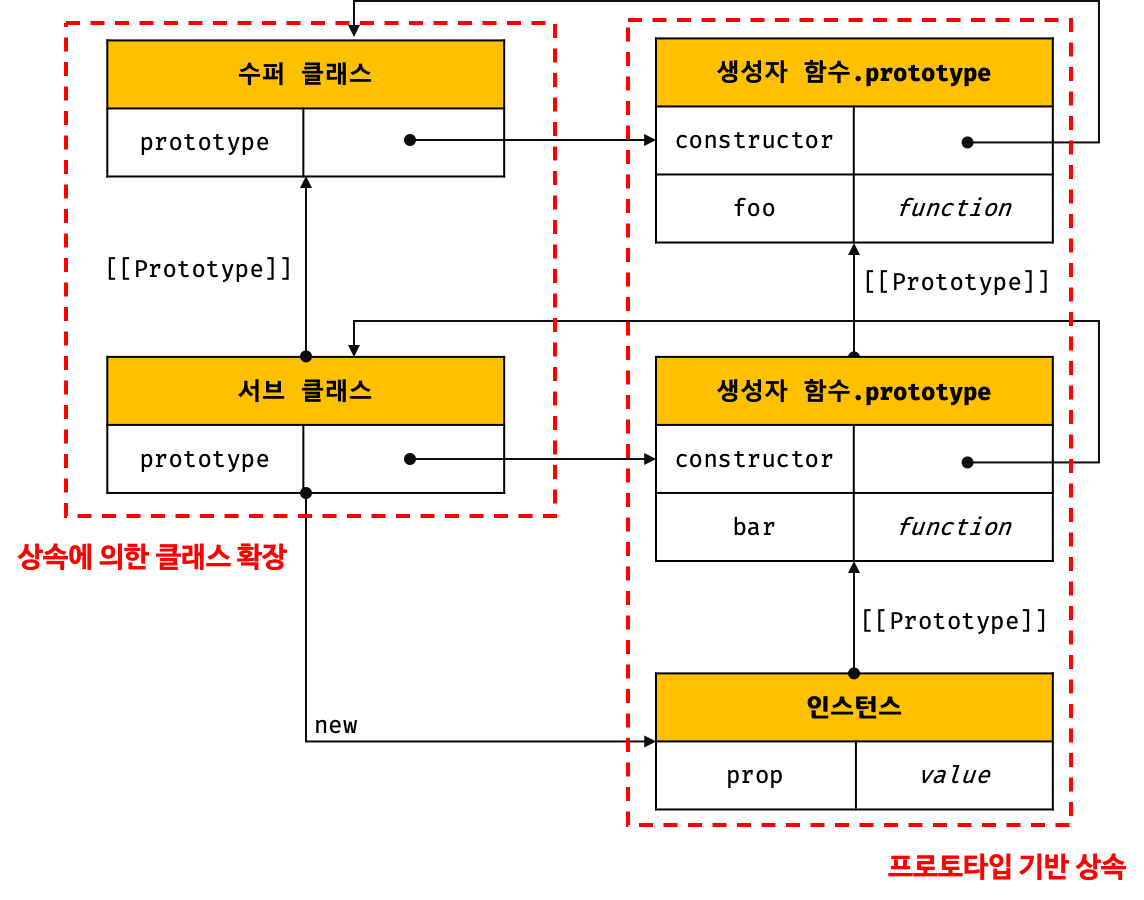 수퍼 클래스
prototype
[[Prototype]]
서브 클래스
prototype
상속에 의한 클래스 확장
new
생성자 함수.prototype
constructor
foo
function
[[Prototype]]
생성자 함수.prototype
constructor
bar
function
[[Prototype]]
인스턴스
prop
value
프로토타입 기반 상속